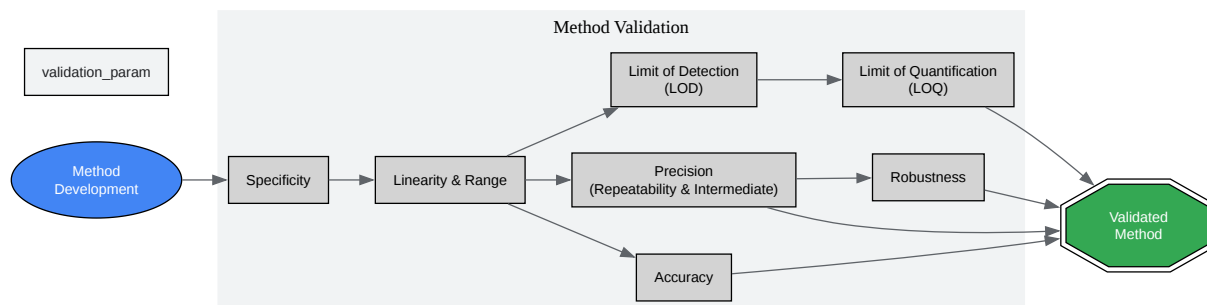 Method Validation
validation_param
Method
Development
Specificity
Linearity & Range
Limit of Detection
(LOD)
Limit of Quantification
(LOQ)
Precision
(Repeatability & Intermediate)
Robustness
Accuracy
Validated
Method